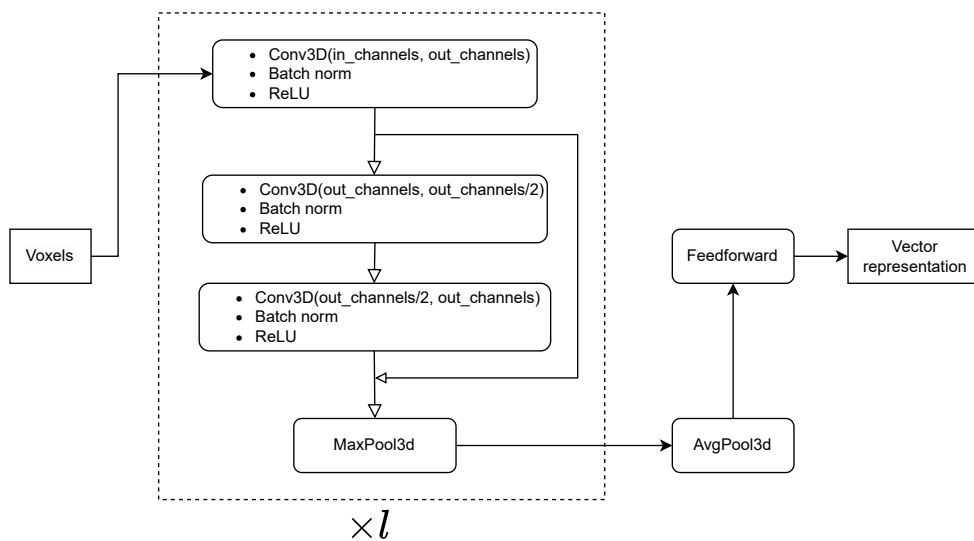 • Conv3D(in_channels, out_channels)
• Batch norm
• ReLU
• Conv3D(out_channels, out_channels/2)
• Batch norm
• ReLU
• Conv3D(out_channels/2, out_channels)
• Batch norm
• ReLU
MaxPool3d
×l
Voxels
AvgPool3d
Feedforward
Vector
representation